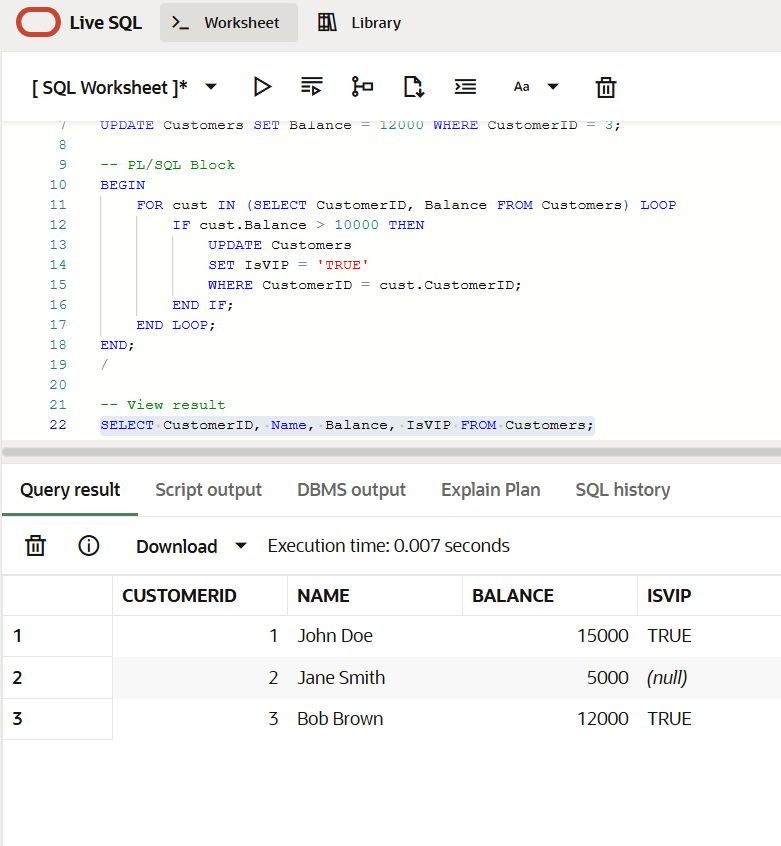 Live SQL
>_ Worksheet
Library
[ SQL Worksheet ]*
Aa
7 UPDATE Customers SET Balance = 12000 WHERE CustomerID = 3;
8
9 -- PL/SQL Block
10 BEGIN
11 FOR cust IN (SELECT CustomerID, Balance FROM Customers) LOOP
12 IF cust.Balance > 10000 THEN
13 UPDATE Customers
14 SET IsVIP = 'TRUE'
15 WHERE CustomerID = cust.CustomerID;
16 END IF;
17 END LOOP;
18 END;
19 /
20
21 -- View result
22 SELECT CustomerID, Name, Balance, IsVIP FROM Customers;
Query result Script output DBMS output Explain Plan SQL history
Download Execution time: 0.007 seconds
CUSTOMERID NAME BALANCE ISVIP
1 1 John Doe 15000 TRUE
2 2 Jane Smith 5000 (null)
3 3 Bob Brown 12000 TRUE